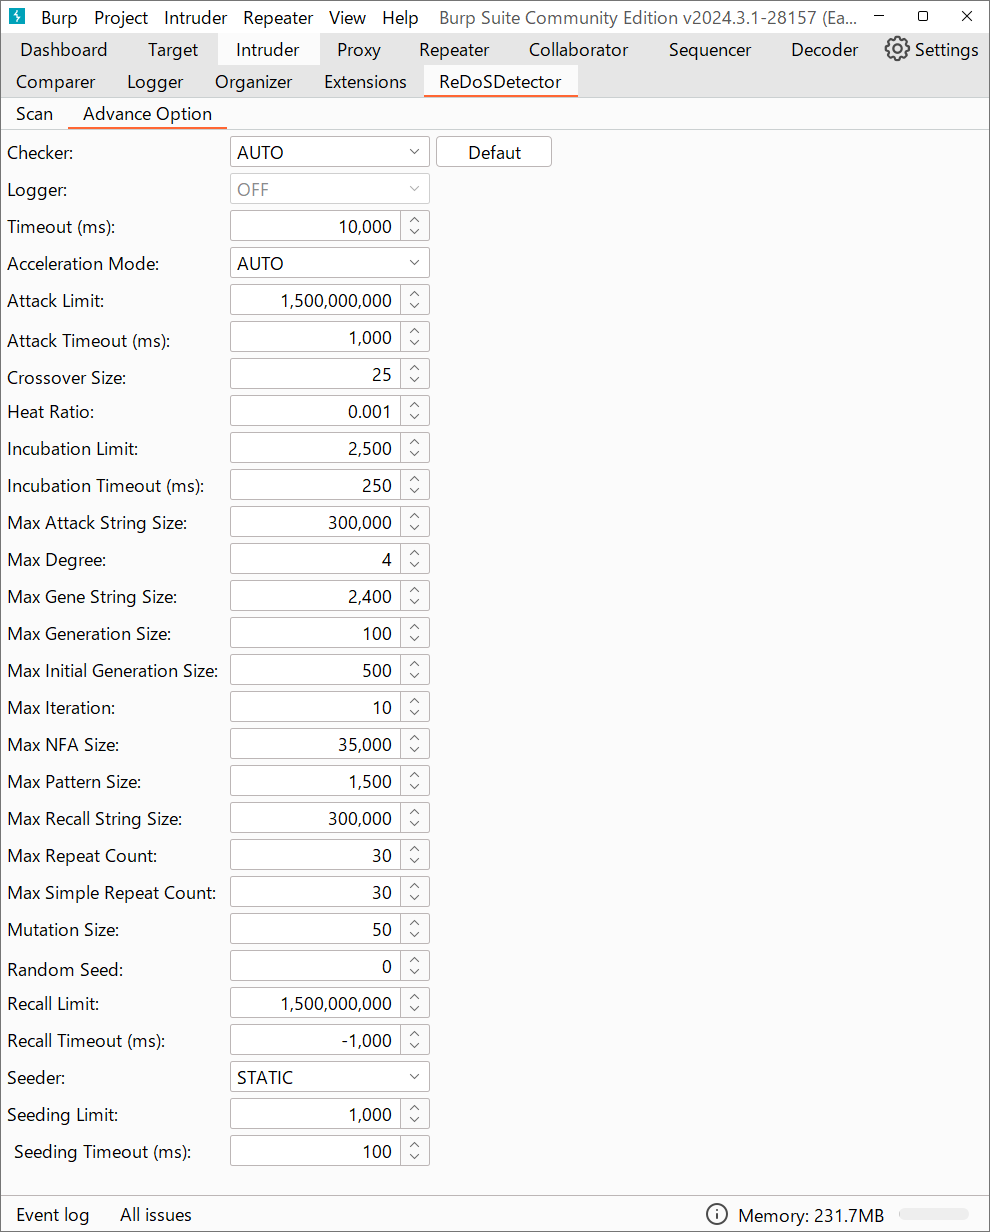 Burp Project Intruder Repeater View Help Burp Suite Community Edition v2024.3.1-28157 (Ea...
Dashboard Target Intruder Proxy Repeater Collaborator Sequencer Decoder Settings
Comparer Logger Organizer Extensions ReDoSDetector
Scan Advance Option
Checker: AUTO Defaut
Logger: OFF
Timeout (ms): 10,000
Acceleration Mode: AUTO
Attack Limit: 1,500,000,000
Attack Timeout (ms): 1,000
Crossover Size: 25
Heat Ratio: 0.001
Incubation Limit: 2,500
Incubation Timeout (ms): 250
Max Attack String Size: 300,000
Max Degree: 4
Max Gene String Size: 2,400
Max Generation Size: 100
Max Initial Generation Size: 500
Max Iteration: 10
Max NFA Size: 35,000
Max Pattern Size: 1,500
Max Recall String Size: 300,000
Max Repeat Count: 30
Max Simple Repeat Count: 30
Mutation Size: 50
Random Seed: 0
Recall Limit: 1,500,000,000
Recall Timeout (ms): -1,000
Seeder: STATIC
Seeding Limit: 1,000
Seeding Timeout (ms): 100
Event log All issues Memory: 231.7MB